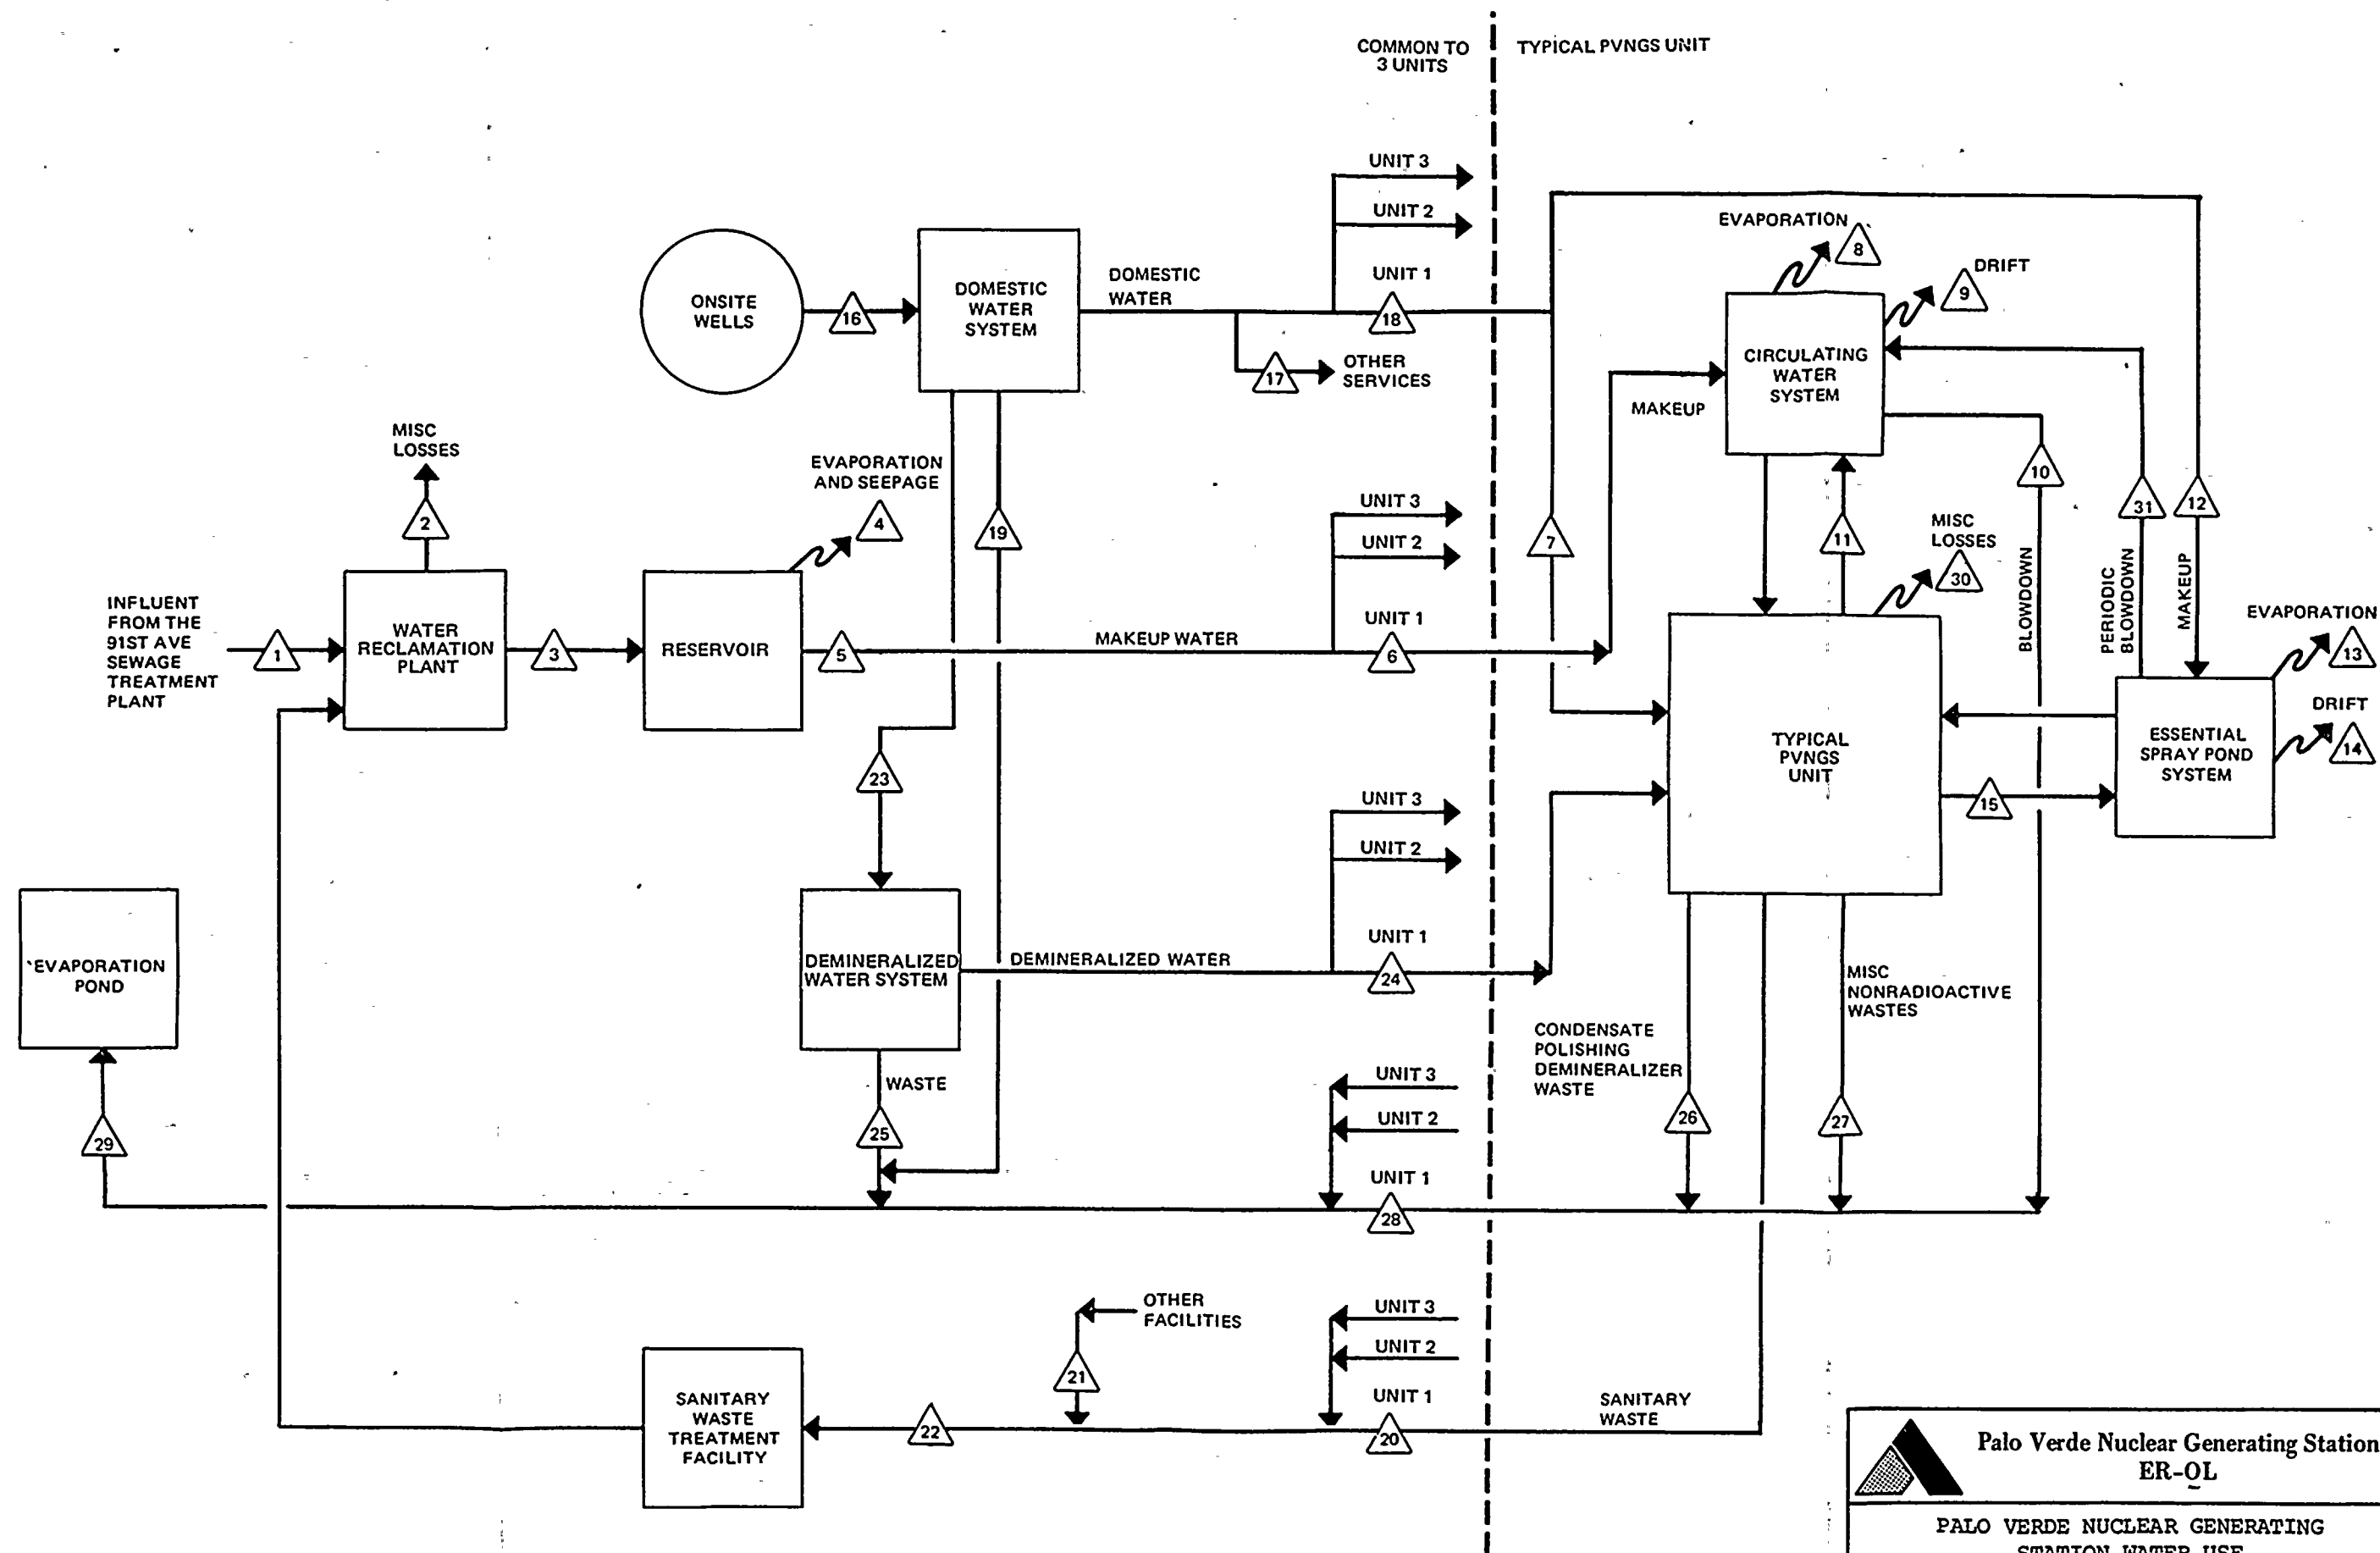 COMMON TO
3 UNITS
TYPICAL PVNGS UNIT
UNIT 3
UNIT 2
UNIT 1
18
ONSITE
WELLS
16
DOMESTIC
WATER
SYSTEM
DOMESTIC
WATER
17
OTHER
SERVICES
EVAPORATION
8
DRIFT
9
CIRCULATING
WATER
SYSTEM
MAKEUP
MISC
LOSSES
2
EVAPORATION
AND SEEPAGE
4
19
UNIT 3
UNIT 2
UNIT 1
6
7
11
MISC
LOSSES
30
10
BLOWDOWN
31
PERIODIC
BLOWDOWN
12
MAKEUP
INFLUENT
FROM THE
91ST AVE
SEWAGE
TREATMENT
PLANT
1
WATER
RECLAMATION
PLANT
3
RESERVOIR
5
MAKEUP WATER
EVAPORATION
13
DRIFT
14
TYPICAL
PVNGS
UNIT
15
ESSENTIAL
SPRAY POND
SYSTEM
23
UNIT 3
UNIT 2
UNIT 1
24
EVAPORATION
POND
DEMINERALIZED
WATER SYSTEM
DEMINERALIZED WATER
MISC
NONRADIOACTIVE
WASTES
CONDENSATE
POLISHING
DEMINERALIZER
WASTE
WASTE
25
29
UNIT 3
UNIT 2
UNIT 1
28
26
27
OTHER
FACILITIES
21
UNIT 3
UNIT 2
UNIT 1
20
SANITARY
WASTE
22
SANITARY
WASTE
TREATMENT
FACILITY
Palo Verde Nuclear Generating Station
ER-OL
PALO VERDE NUCLEAR GENERATING
STATION WATER USE